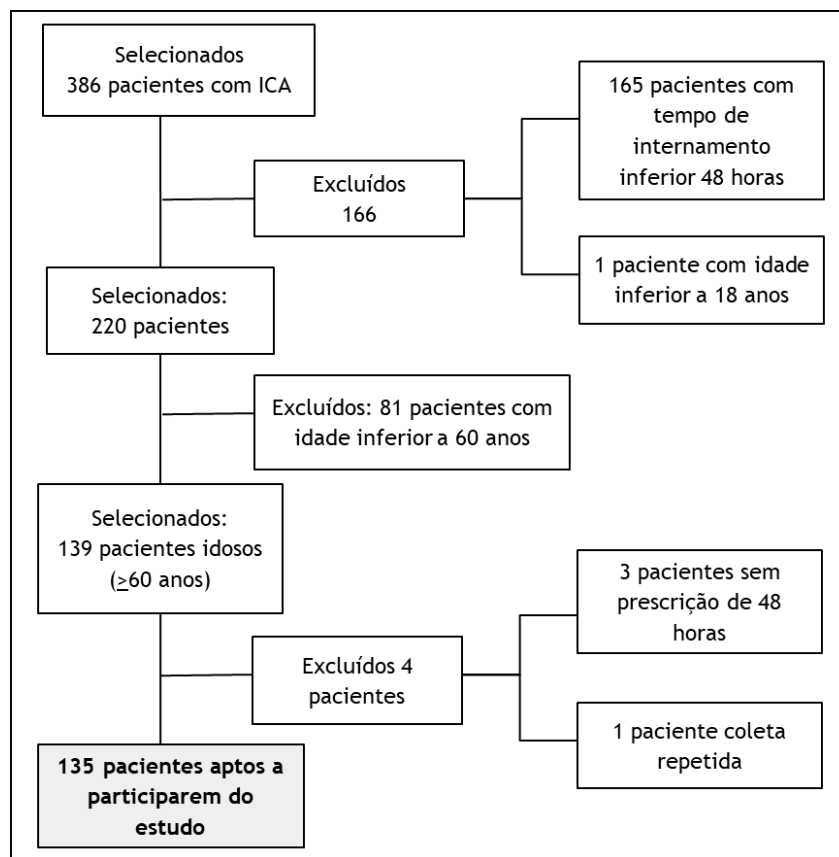 Selecionados
386 pacientes com ICA
165 pacientes com
tempo de
internamento
inferior 48 horas
Excluídos
166
1 paciente com idade
inferior a 18 anos
Selecionados:
220 pacientes
Excluídos: 81 pacientes com
idade inferior a 60 anos
Selecionados:
139 pacientes idosos
(≥60 anos)
3 pacientes sem
prescrição de 48
horas
Excluídos 4
pacientes
1 paciente coleta
repetida
135 pacientes aptos a
participarem do
estudo